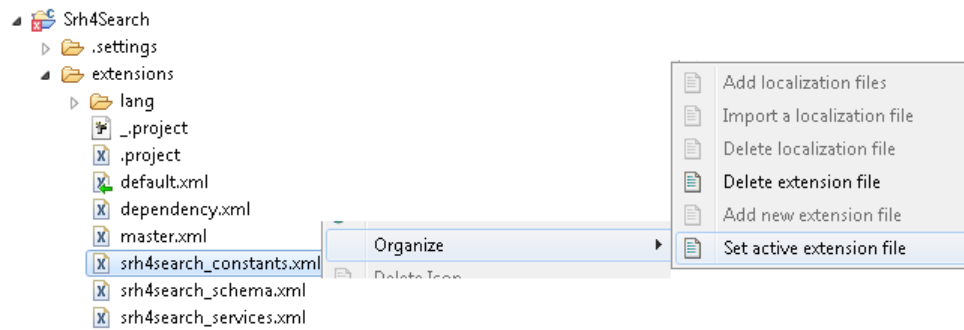 Srh4Search
.settings
extensions
lang
_.project
.project
default.xml
dependency.xml
master.xml
srh4search_constants.xml
srh4search_schema.xml
srh4search_services.xml
Organize
Delete Icon
Add localization files
Import a localization file
Delete localization file
Delete extension file
Add new extension file
Set active extension file